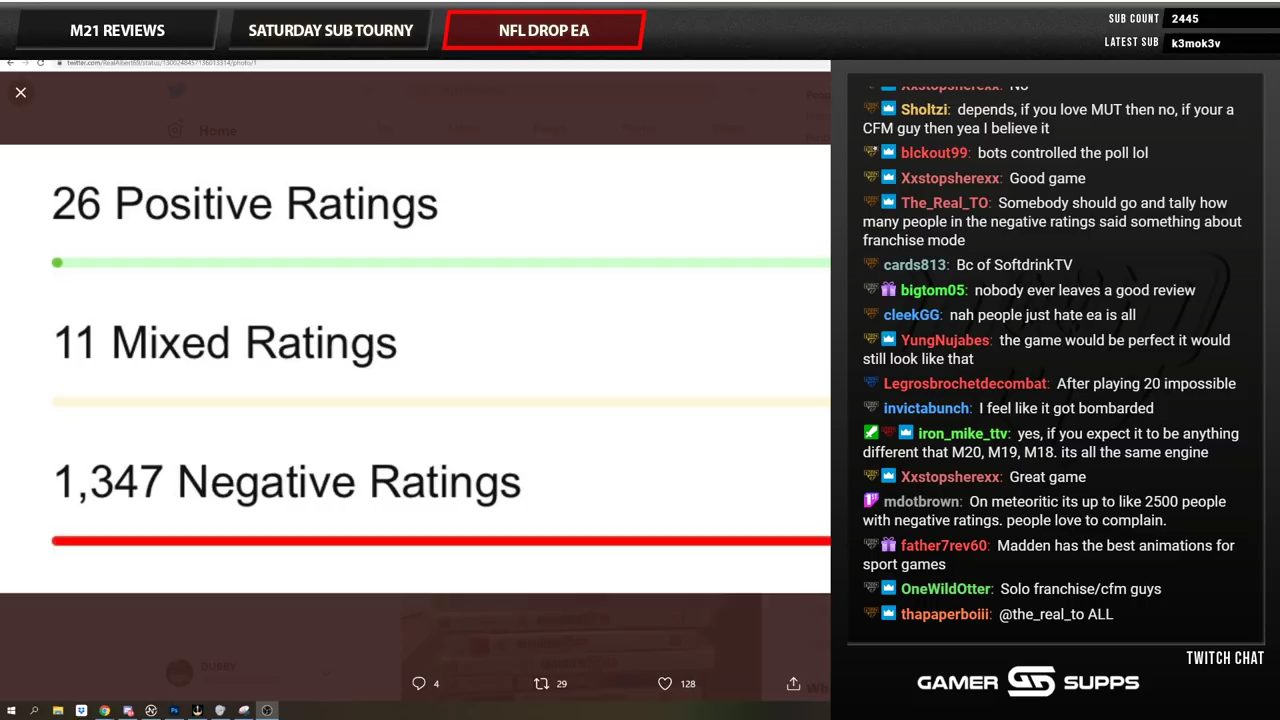 M21 REVIEWS
SATURDAY SUB TOURNY
NFL DROP EA
SUB COUNT 2445
LATEST SUB k3mok3v
Home
26 Positive Ratings
11 Mixed Ratings
1,347 Negative Ratings
DUBBY
4
29
128
Xxstopsherexx: No
Sholtzi: depends, if you love MUT then no, if your a
CFM guy then yea I believe it
blckout99: bots controlled the poll lol
Xxstopsherexx: Good game
The_Real_TO: Somebody should go and tally how
many people in the negative ratings said something about
franchise mode
cards813: Bc of SoftdrinkTV
bigtom05: nobody ever leaves a good review
cleekGG: nah people just hate ea is all
YungNujabes: the game would be perfect it would
still look like that
Legrosbrochetdecombat: After playing 20 impossible
invictabunch: I feel like it got bombarded
iron_mike_ttv: yes, if you expect it to be anything
different that M20, M19, M18. its all the same engine
Xxstopsherexx: Great game
mdotbrown: On meteoritic its up to like 2500 people
with negative ratings. people love to complain.
father7rev60: Madden has the best animations for
sport games
OneWildOtter: Solo franchise/cfm guys
thapaperboiii: @the_real_to ALL
TWITCH CHAT
GAMER GS SUPPS